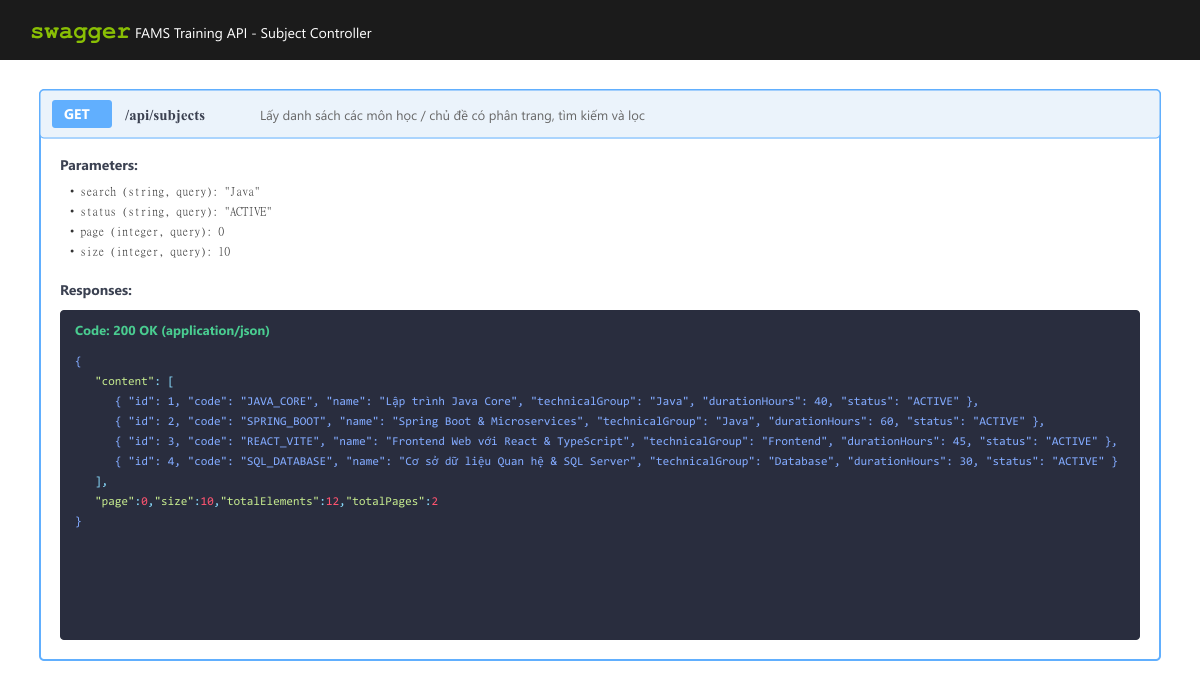 swagger FAMS Training API - Subject Controller
GET /api/subjects Lấy danh sách các môn học / chủ đề có phân trang, tìm kiếm và lọc
Parameters:
• search (string, query): "Java"
• status (string, query): "ACTIVE"
• page (integer, query): 0
• size (integer, query): 10
Responses:
Code: 200 OK (application/json)
{
"content": [
{ "id": 1, "code": "JAVA_CORE", "name": "Lập trình Java Core", "technicalGroup": "Java", "durationHours": 40, "status": "ACTIVE" },
{ "id": 2, "code": "SPRING_BOOT", "name": "Spring Boot & Microservices", "technicalGroup": "Java", "durationHours": 60, "status": "ACTIVE" },
{ "id": 3, "code": "REACT_VITE", "name": "Frontend Web với React & TypeScript", "technicalGroup": "Frontend", "durationHours": 45, "status": "ACTIVE" },
{ "id": 4, "code": "SQL_DATABASE", "name": "Cơ sở dữ liệu Quan hệ & SQL Server", "technicalGroup": "Database", "durationHours": 30, "status": "ACTIVE" }
],
"page":0,"size":10,"totalElements":12,"totalPages":2
}